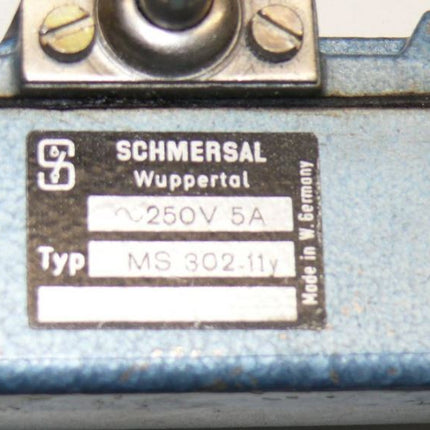 SCHMERSAL
Wuppertal
~250V 5A
Typ MS 302-11y
Made in W. Germany